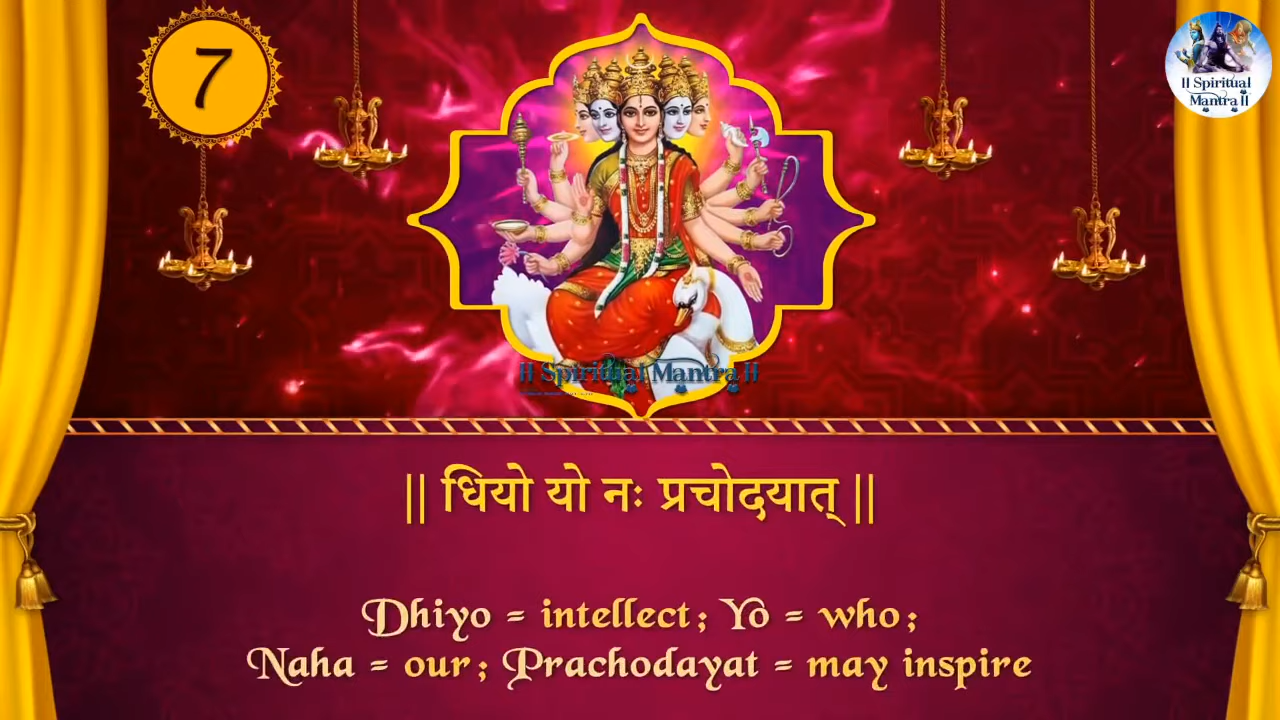 7
|| Spiritual
Mantra ||
|| Spiritual Mantra ||
|| धियो यो नः प्रचोदयात् ||
Dhiyo = intellect; Yo = who;
Naha = our; Prachodayat = may inspire